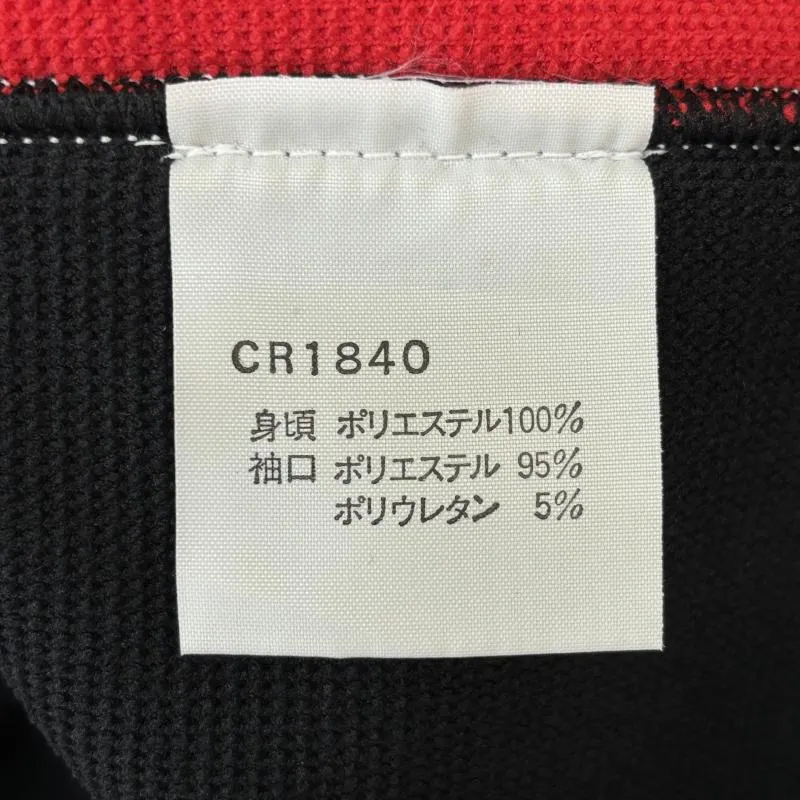 CR1840
身頃 ポリエステル100%
袖口 ポリエステル 95%
ポリウレタン 5%